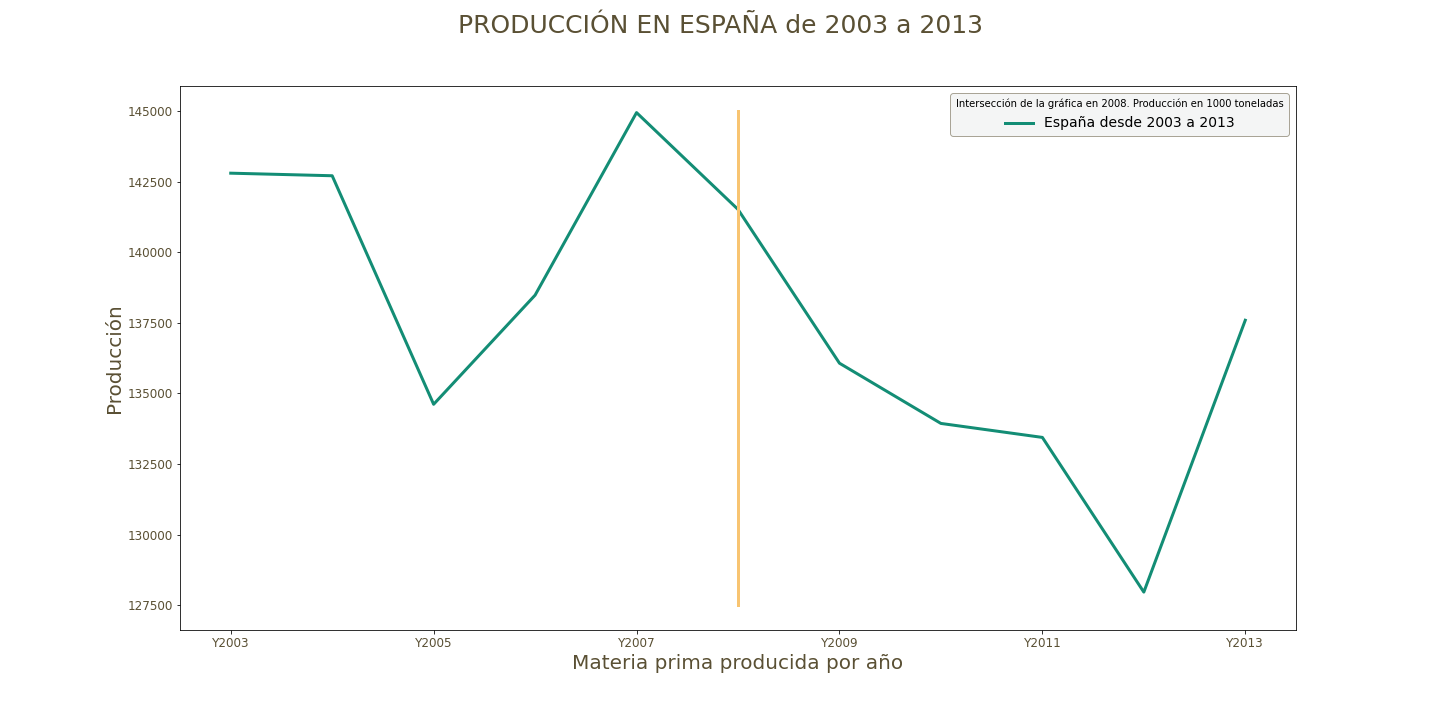 PRODUCCIÓN EN ESPAÑA de 2003 a 2013
Intersección de la gráfica en 2008. Producción en 1000 toneladas
España desde 2003 a 2013
Producción
145000
142500
140000
137500
135000
132500
130000
127500
Y2003 Y2005 Y2007 Y2009 Y2011 Y2013
Materia prima producida por año